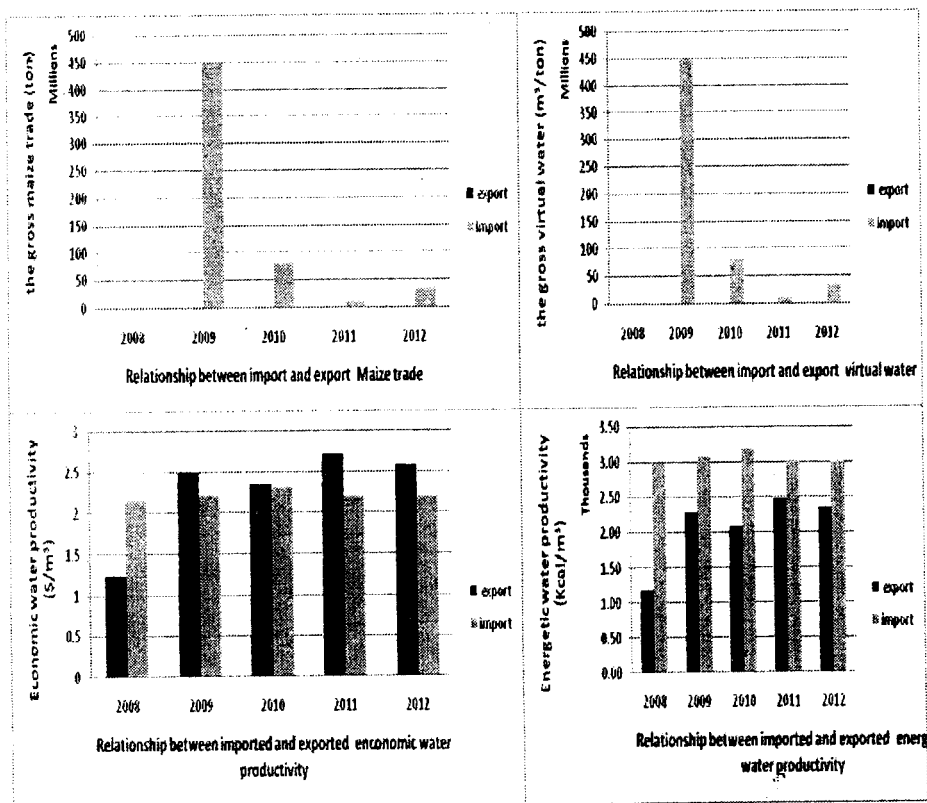 the gross maize trade (ton)
Millions
500
450
400
350
300
250
200
150
100
50
0
2008 2009 2010 2011 2012
export
import
Relationship between import and export Maize trade
the gross virtual water (m³/ton)
Millions
500
450
400
350
300
250
200
150
100
50
0
2008 2009 2010 2011 2012
export
import
Relationship between import and export virtual water
Economic water productivity
($/m³)
3
2.5
2
1.5
1
0.5
0
2008 2009 2010 2011 2012
export
import
Relationship between imported and exported enconomic water
productivity
Energetic water productivity
(Kcal/m³)
Thousands
3.50
3.00
2.50
2.00
1.50
1.00
0.50
0.00
2008 2009 2010 2011 2012
export
import
Relationship between imported and exported energ
water productivity